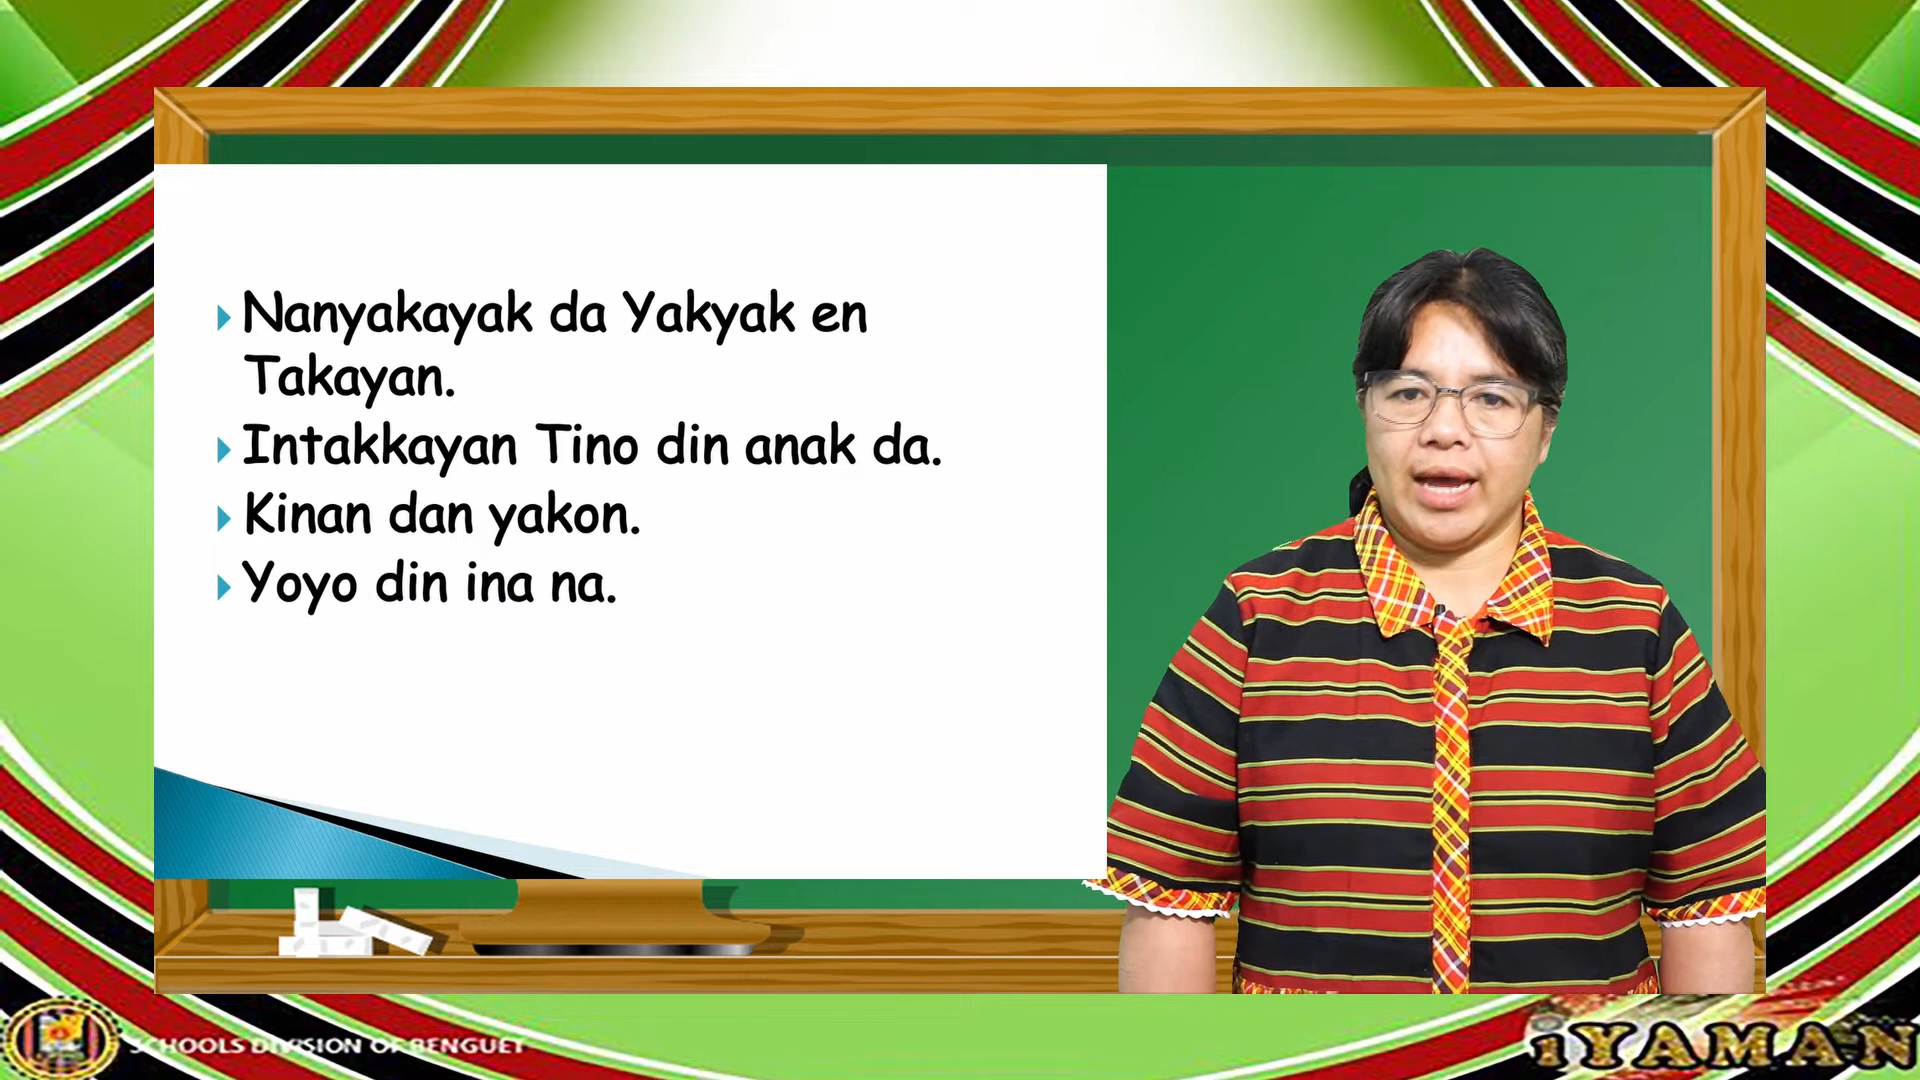 Nanyakayak da Yakyak en
Takayan.
Intakkayan Tino din anak da.
Kinan dan yakon.
Yoyo din ina na.
SCHOOLS DIVISION OF BENGUET
iYAMAN